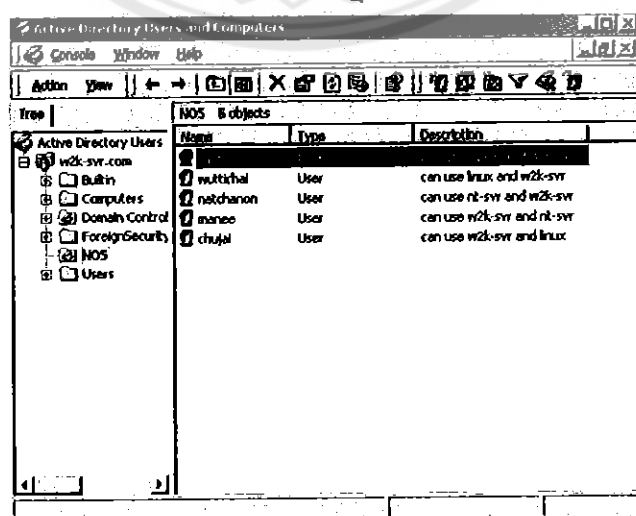 Active Directory Users and Computers
Console Window Help
Action View
Tree
NOS 5 objects
Name Type Description
Active Directory Users
w2k-svr.com
Builtin
Computers
Domain Control
ForeignSecurity
NOS
Users
wuttichai User can use linux and w2k-svr
natchanon User can use nt-svr and w2k-svr
manee User can use w2k-svr and nt-svr
chujai User can use w2k-svr and linux